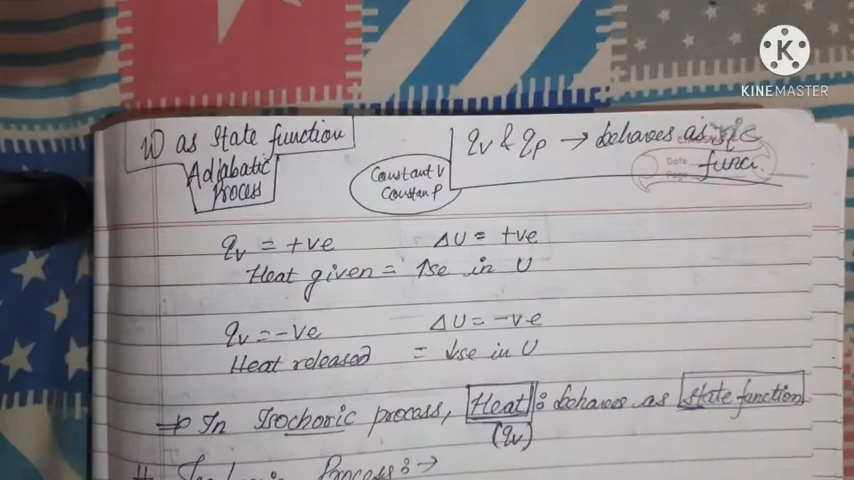 K
KINEMASTER
W as State function
Adiabatic
Process
Constant V
Constan P
qv & qp → behaves as
func.
Date
qv = +ve ΔU = +ve
Heat given = ↑se in U
qv = -ve ΔU = -ve
Heat released = ↓se in U
⇒ In Isochoric process, Heat : behaves as State function
(qv)
Process :→